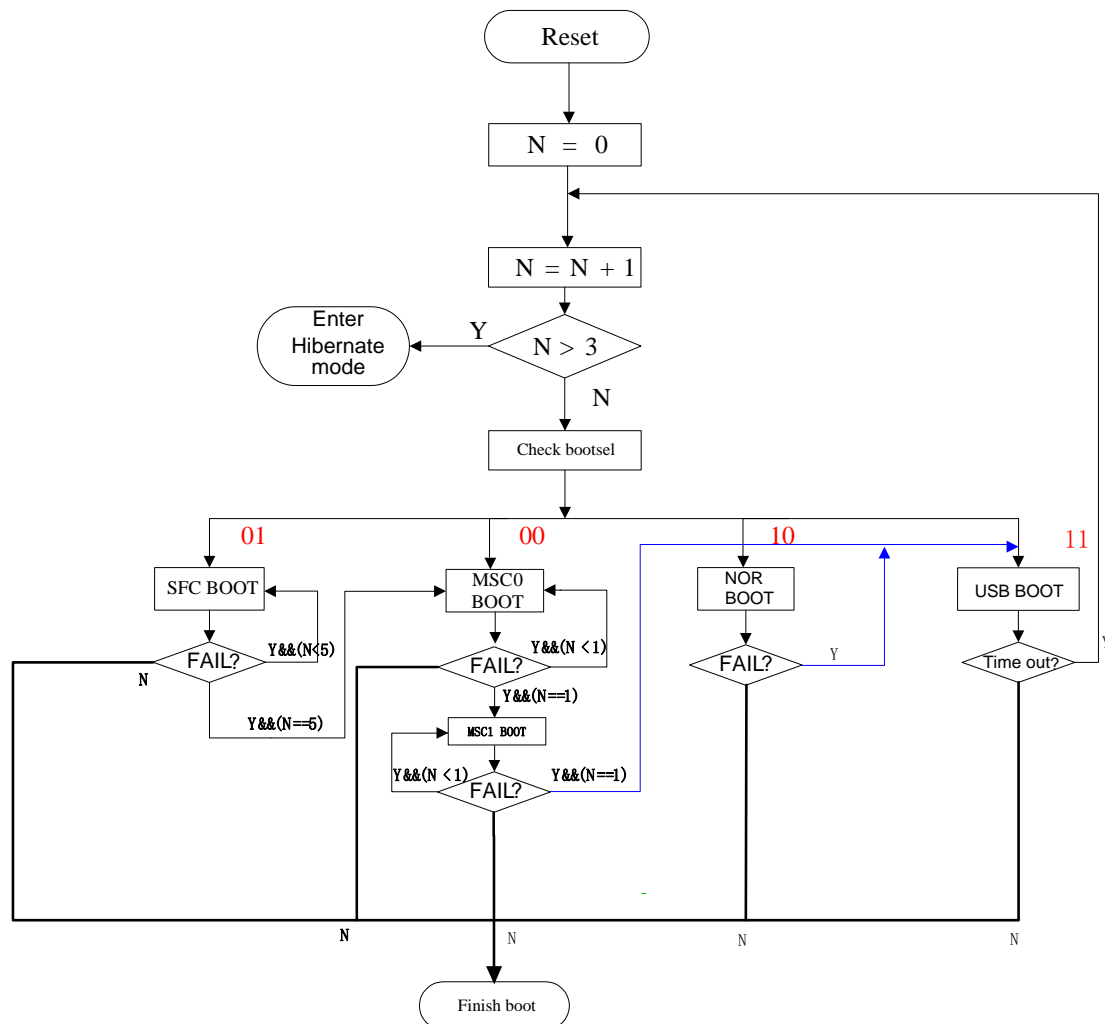 Reset
N = 0
N = N + 1
Enter
Hibernate
mode
Y
N > 3
N
Check bootsel
01
00
10
11
SFC BOOT
MSC0
BOOT
NOR
BOOT
USB BOOT
FAIL?
Y&&(N<5)
FAIL?
Y&&(N <1)
FAIL?
Y
Time out?
Y
N
Y&&(N==5)
Y&&(N==1)
MSC1 BOOT
Y&&(N <1)
FAIL?
Y&&(N==1)
N
N
N
N
Finish boot